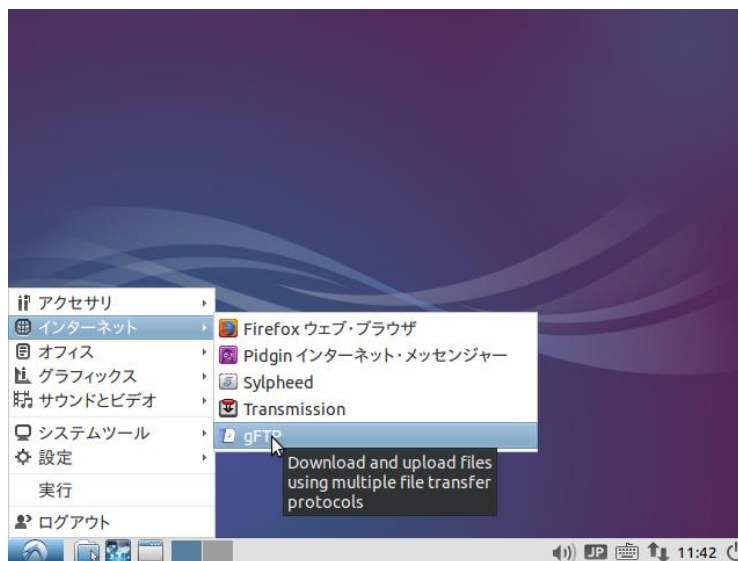 アクセサリ
インターネット
オフィス
グラフィックス
サウンドとビデオ
システムツール
設定
実行
ログアウト
Firefox ウェブ・ブラウザ
Pidgin インターネット・メッセンジャー
Sylpheed
Transmission
gFTP
Download and upload files
using multiple file transfer
protocols
JP
11:42